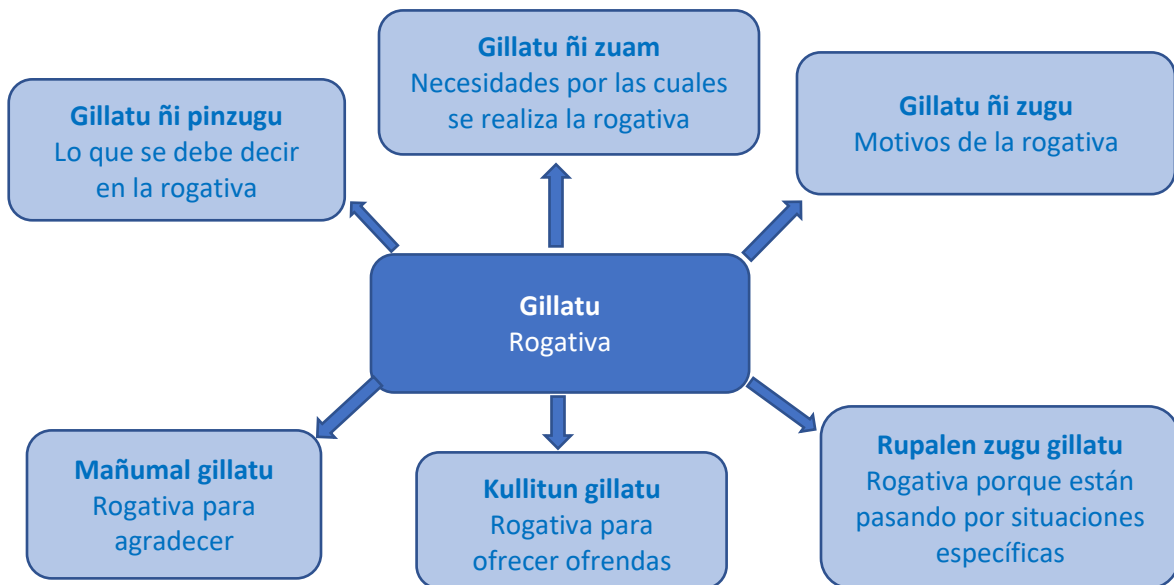 Gillatu ñi pinzugu
Lo que se debe decir
en la rogativa
Gillatu ñi zuam
Necesidades por las cuales
se realiza la rogativa
Gillatu ñi zugu
Motivos de la rogativa
Gillatu
Rogativa
Mañumal gillatu
Rogativa para
agradecer
Kullitun gillatu
Rogativa para
ofrecer ofrendas
Rupalen zugu gillatu
Rogativa porque están
pasando por situaciones
específicas